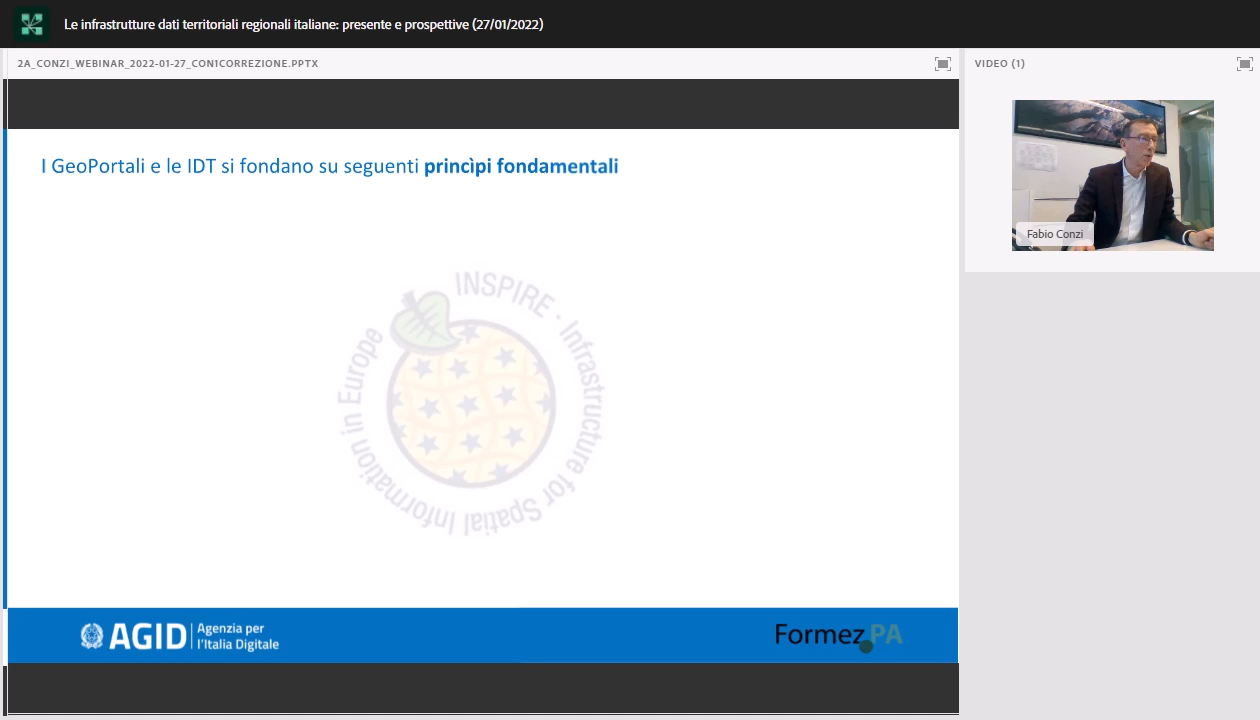 Le infrastrutture dati territoriali regionali italiane: presente e prospettive (27/01/2022)
2A_CONZI_WEBINAR_2022-01-27_CON1CORREZIONE.PPTX
VIDEO (1)
I GeoPortali e le IDT si fondano su seguenti princìpi fondamentali
Fabio Conzi
INSPIRE · Infrastructure for Spatial Information in Europe
AGID
Agenzia per
l'Italia Digitale
Formez PA